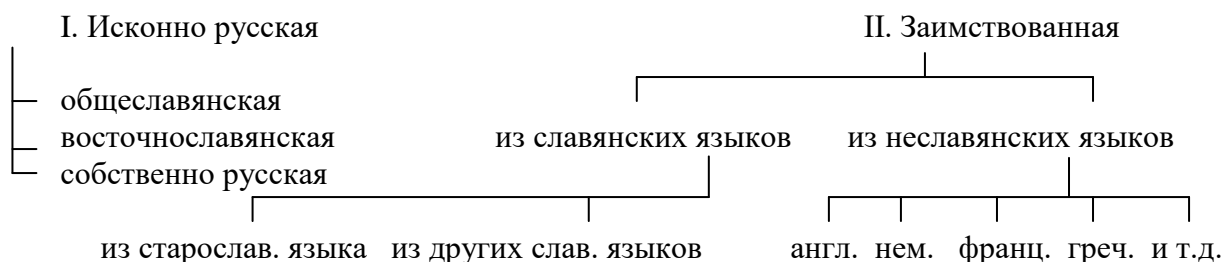 I. Исконно русская II. Заимствованная
общеславянская
восточнославянская из славянских языков из неславянских языков
собственно русская
из старослав. языка из других слав. языков англ. нем. франц. греч. и т.д.